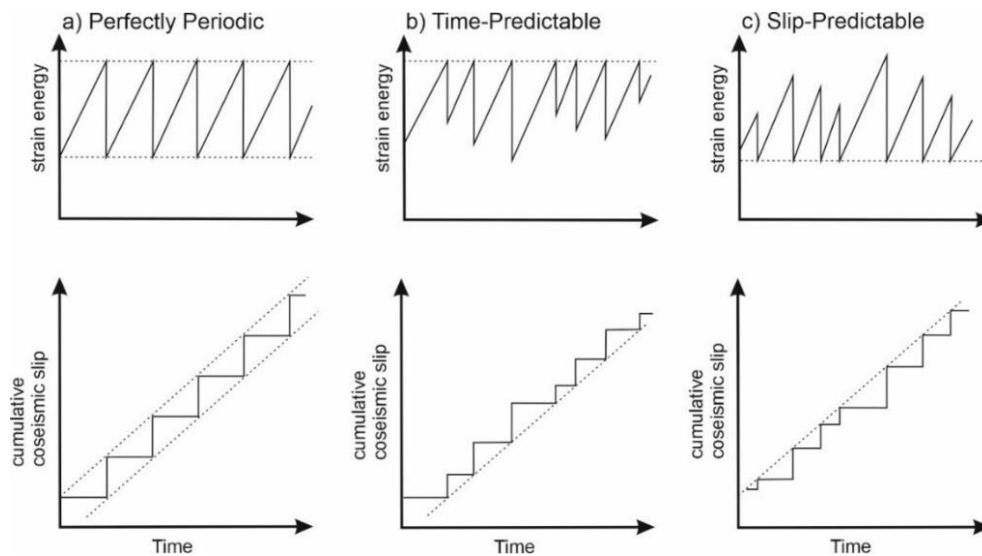 a) Perfectly Periodic
b) Time-Predictable
c) Slip-Predictable
strain energy
strain energy
strain energy
cumulative
coseismic slip
cumulative
coseismic slip
cumulative
coseismic slip
Time
Time
Time